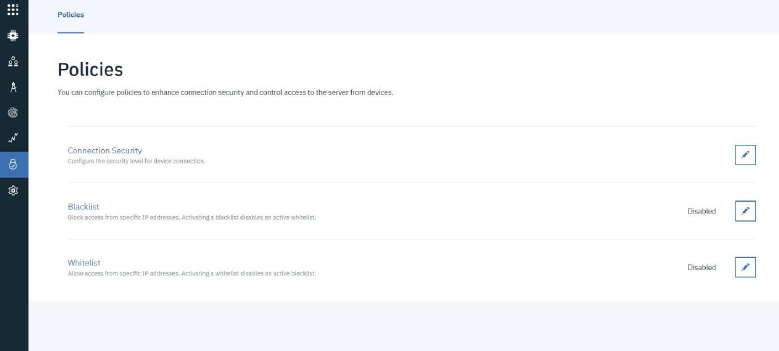 Policies
Policies
You can configure policies to enhance connection security and control access to the server from devices.
Connection Security
Configure the security level for device connection.
Blacklist
Block access from specific IP addresses. Activating a blacklist disables an active whitelist.
Disabled
Whitelist
Allow access from specific IP addresses. Activating a whitelist disables an active blacklist.
Disabled